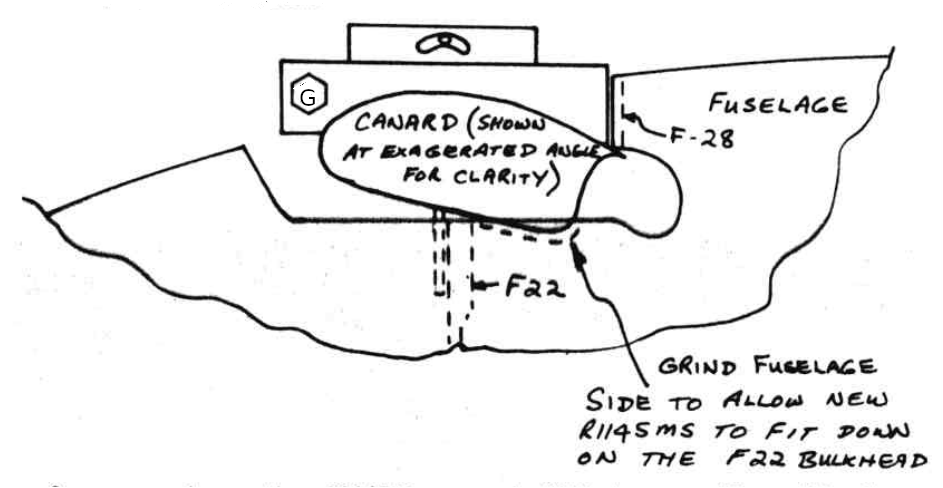 G
CANARD (SHOWN
AT EXAGERATED ANGLE
FOR CLARITY)
FUSELAGE
F-28
F22
GRIND FUSELAGE
SIDE TO ALLOW NEW
R1145MS TO FIT DOWN
ON THE F22 BULKHEAD